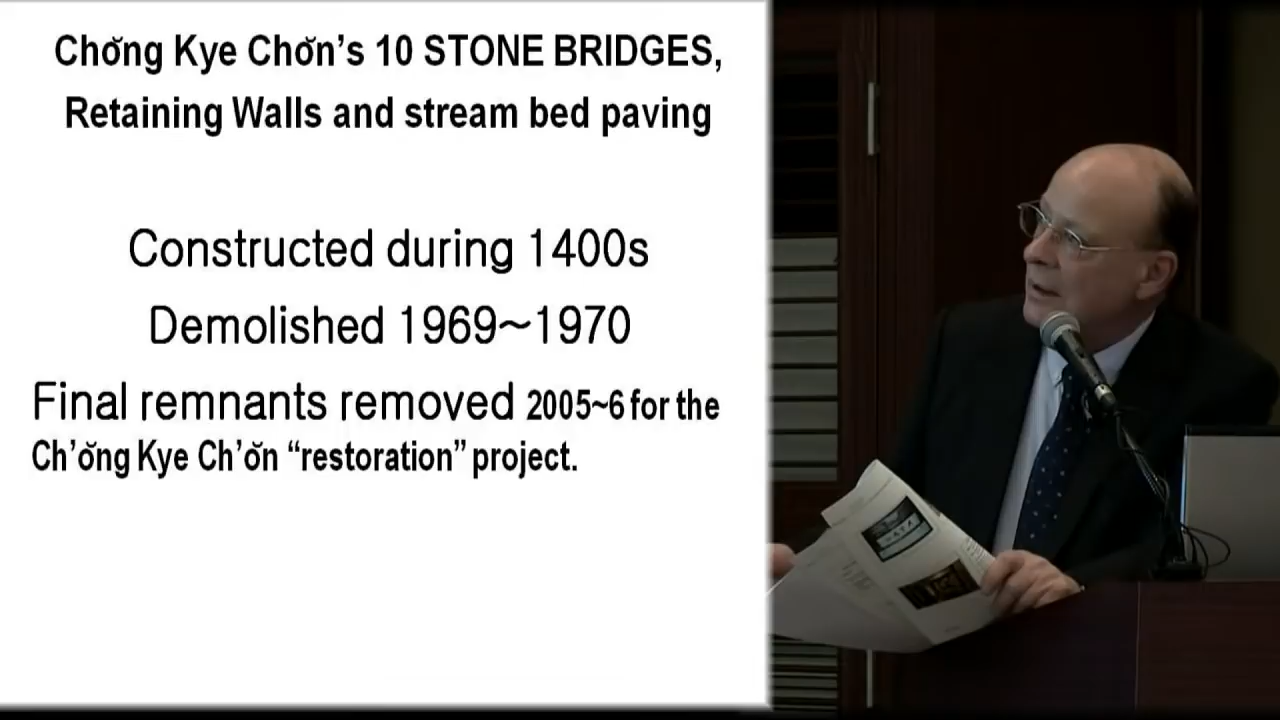 Chŏng Kye Chŏn’s 10 STONE BRIDGES,
Retaining Walls and stream bed paving
Constructed during 1400s
Demolished 1969~1970
Final remnants removed 2005~6 for the
Ch’ŏng Kye Ch’ŏn “restoration” project.